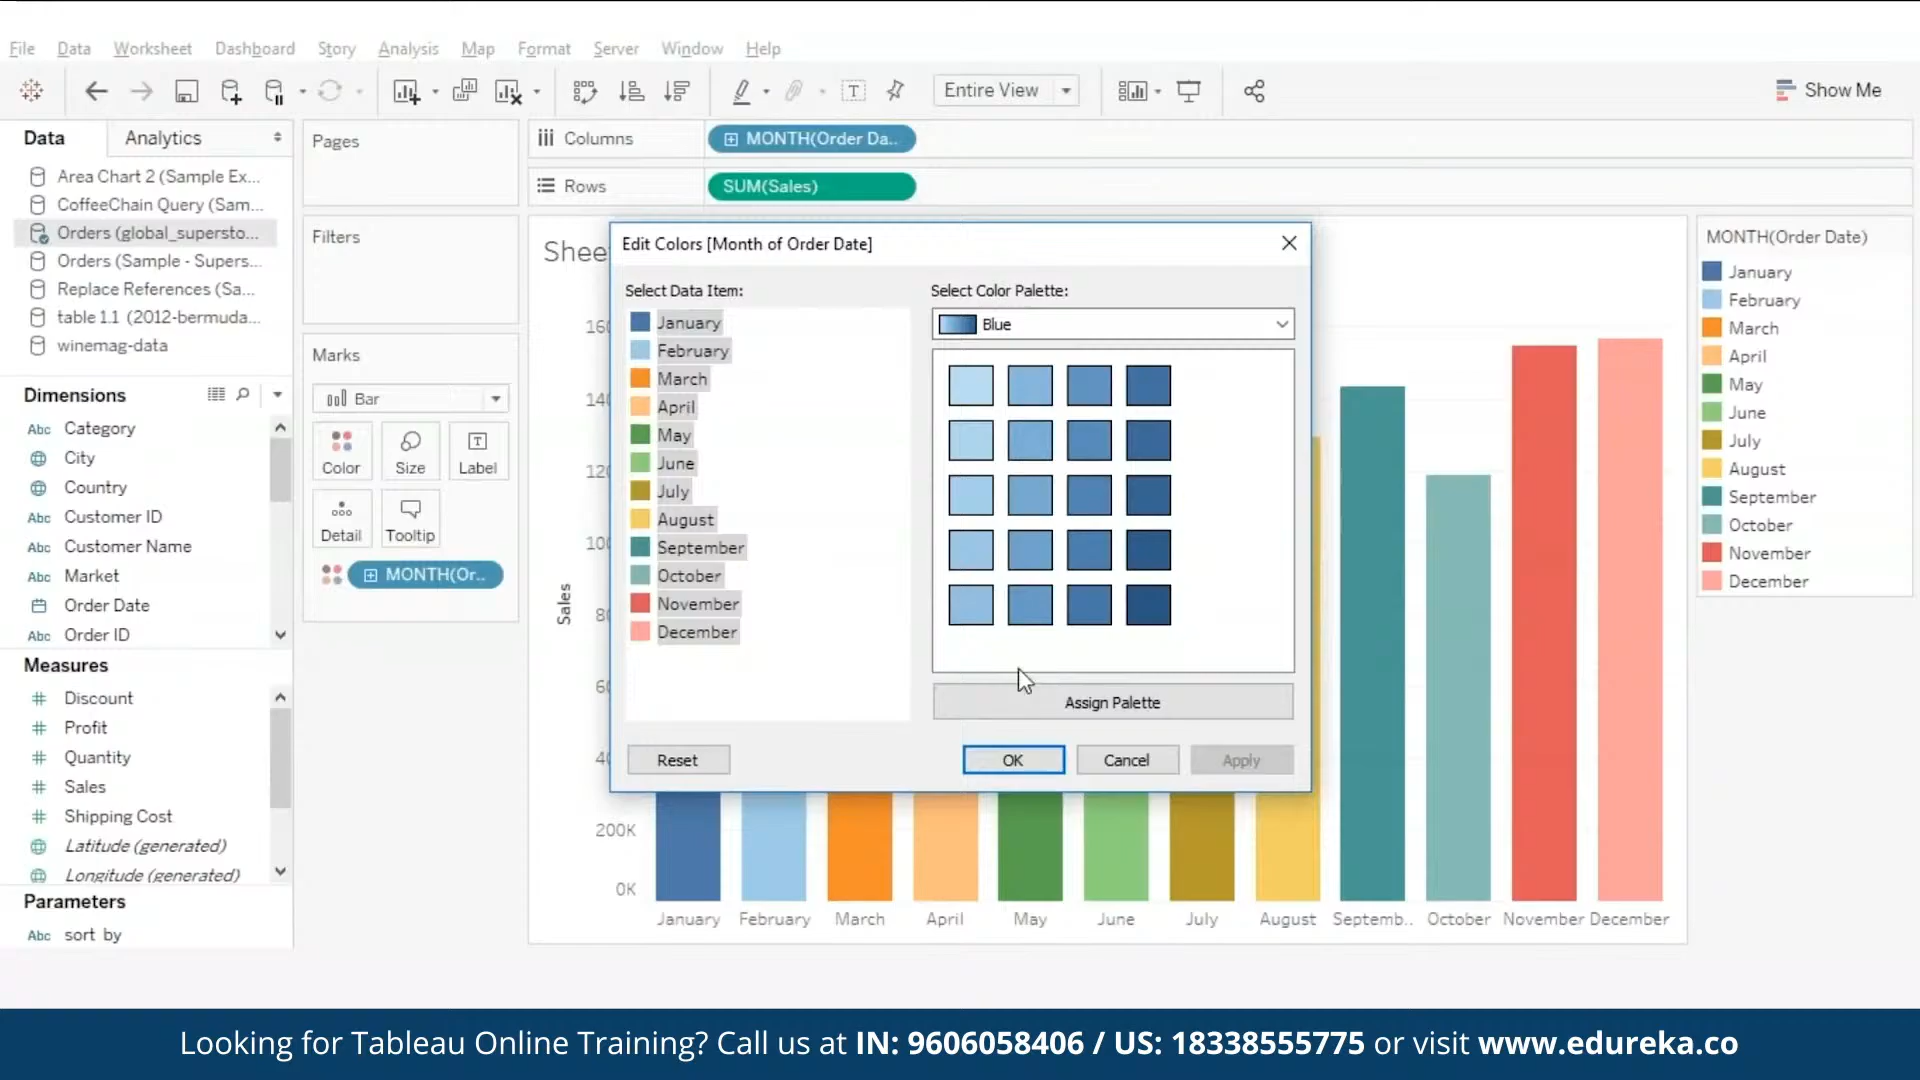 File Data Worksheet Dashboard Story Analysis Map Format Server Window Help
Entire View
Show Me
Data Analytics
Area Chart 2 (Sample Ex...
CoffeeChain Query (Sam...
Orders (global_supersto...
Orders (Sample - Supers...
Replace References (Sa...
table 1.1 (2012-bermuda...
winemag-data
Dimensions
Abc Category
City
Country
Abc Customer ID
Abc Customer Name
Abc Market
Order Date
Abc Order ID
Measures
Discount
Profit
Quantity
Sales
Shipping Cost
Latitude (generated)
Longitude (generated)
Parameters
Abc sort by
Pages
Filters
Marks
Bar
Color Size Label
Detail Tooltip
MONTH(Or..
Columns MONTH(Order Da..
Rows SUM(Sales)
Shee
Sales
200K
0K
January February March April May June July August Septemb.. October November December
Edit Colors [Month of Order Date]
Select Data Item:
January
February
March
April
May
June
July
August
September
October
November
December
Select Color Palette:
Blue
Assign Palette
Reset OK Cancel Apply
MONTH(Order Date)
January
February
March
April
May
June
July
August
September
October
November
December
Looking for Tableau Online Training? Call us at IN: 9606058406 / US: 18338555775 or visit www.edureka.co